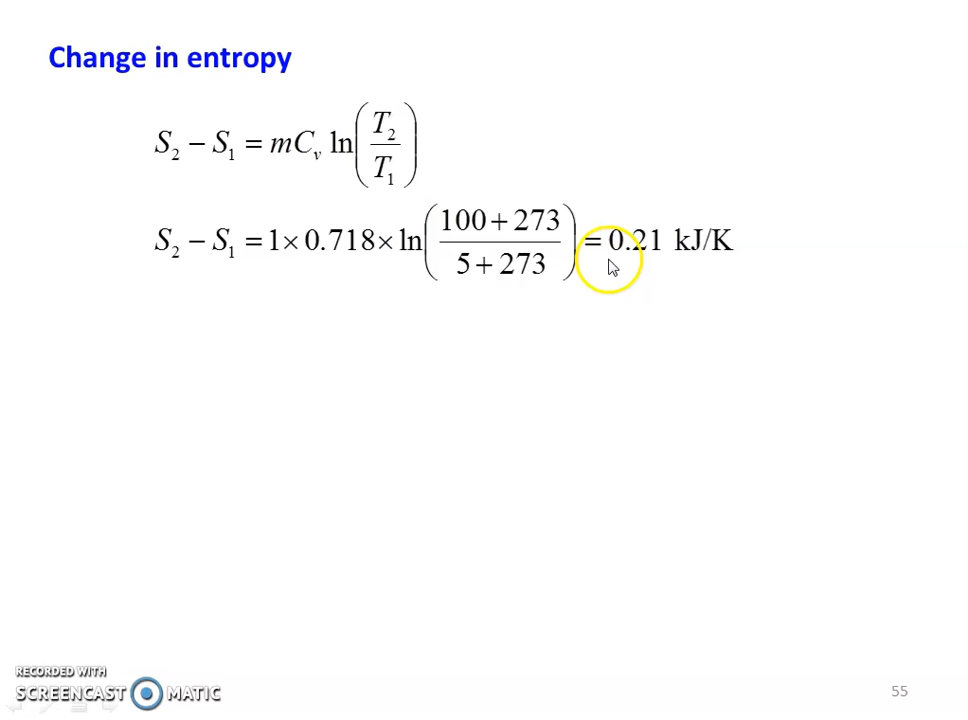 Change in entropy
S₂ − S₁ = mCᵥ ln(T₂/T₁)
S₂ − S₁ = 1×0.718×ln((100+273)/(5+273)) = 0.21 kJ/K
RECORDED WITH
SCREENCAST MATIC
55